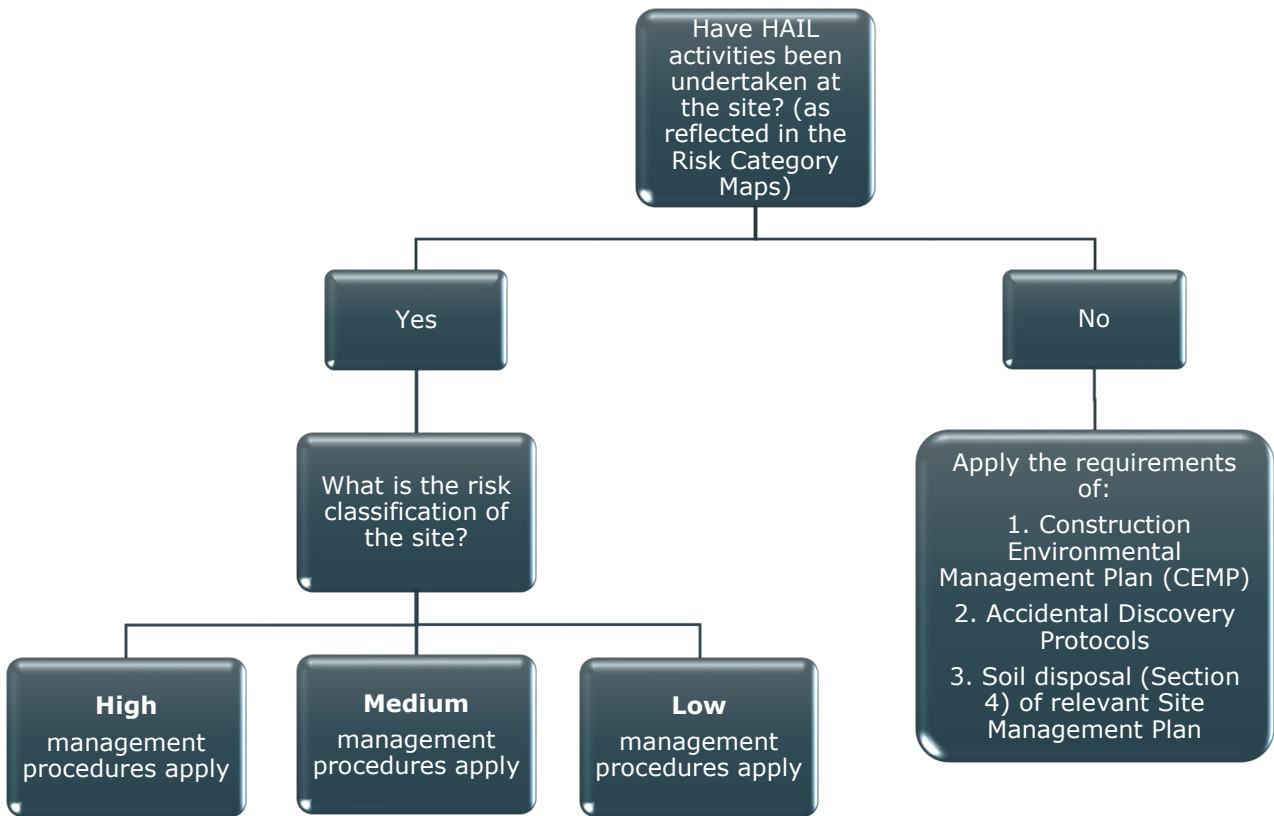 Have HAIL
activities been
undertaken at
the site? (as
reflected in the
Risk Category
Maps)
Yes
No
What is the risk
classification of
the site?
Apply the requirements
of:
1. Construction
Environmental
Management Plan (CEMP)
2. Accidental Discovery
Protocols
3. Soil disposal (Section
4) of relevant Site
Management Plan
High
management
procedures apply
Medium
management
procedures apply
Low
management
procedures apply